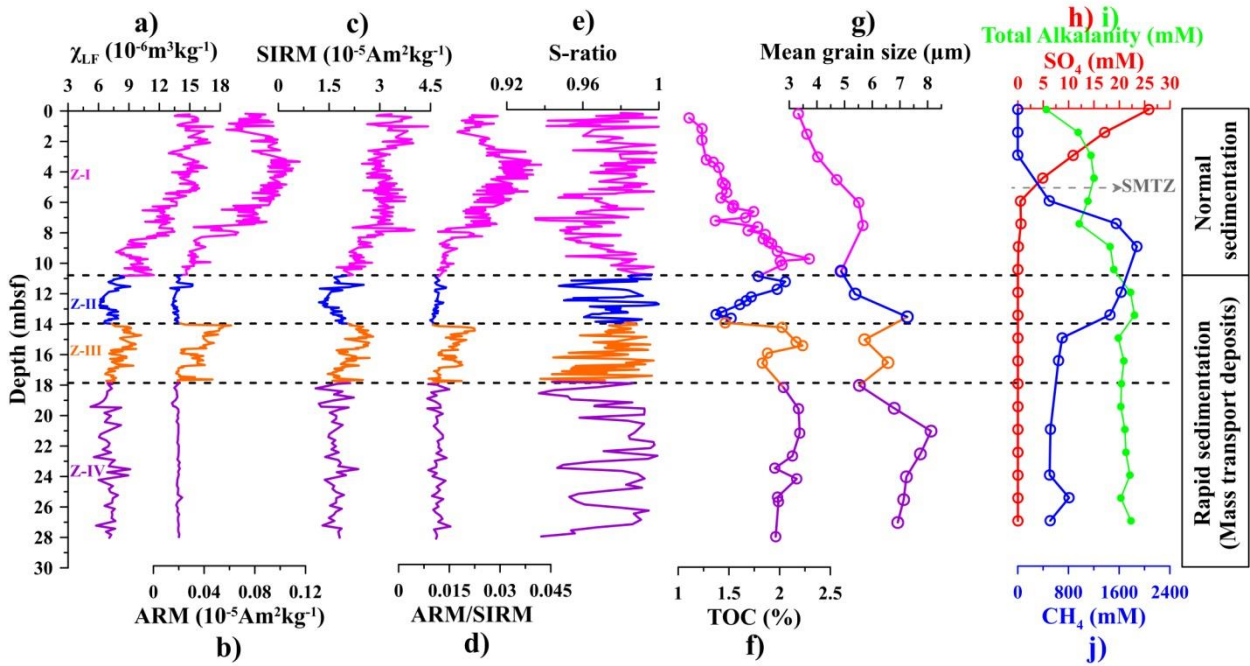 a) c) e) g) h) i)
χLF (10-6m3kg-1) SIRM (10-5Am2kg-1) S-ratio Mean grain size (µm) Total Alkalanity (mM)
SO4 (mM)
3 6 9 12 15 18 0 1.5 3 4.5 0.92 0.96 1 3 4 5 6 7 8 0 5 10 15 20 25 30
Depth (mbsf)
0
2
4
6
8
10
12
14
16
18
20
22
24
26
28
30
Z-I
Z-II
Z-III
Z-IV
SMTZ
Normal
sedimentation
Rapid sedimentation
(Mass transport deposits)
0 0.04 0.08 0.12 0 0.015 0.03 0.045 1 1.5 2 2.5 0 800 1600 2400
ARM (10-5Am2kg-1) ARM/SIRM TOC (%) CH4 (mM)
b) d) f) j)